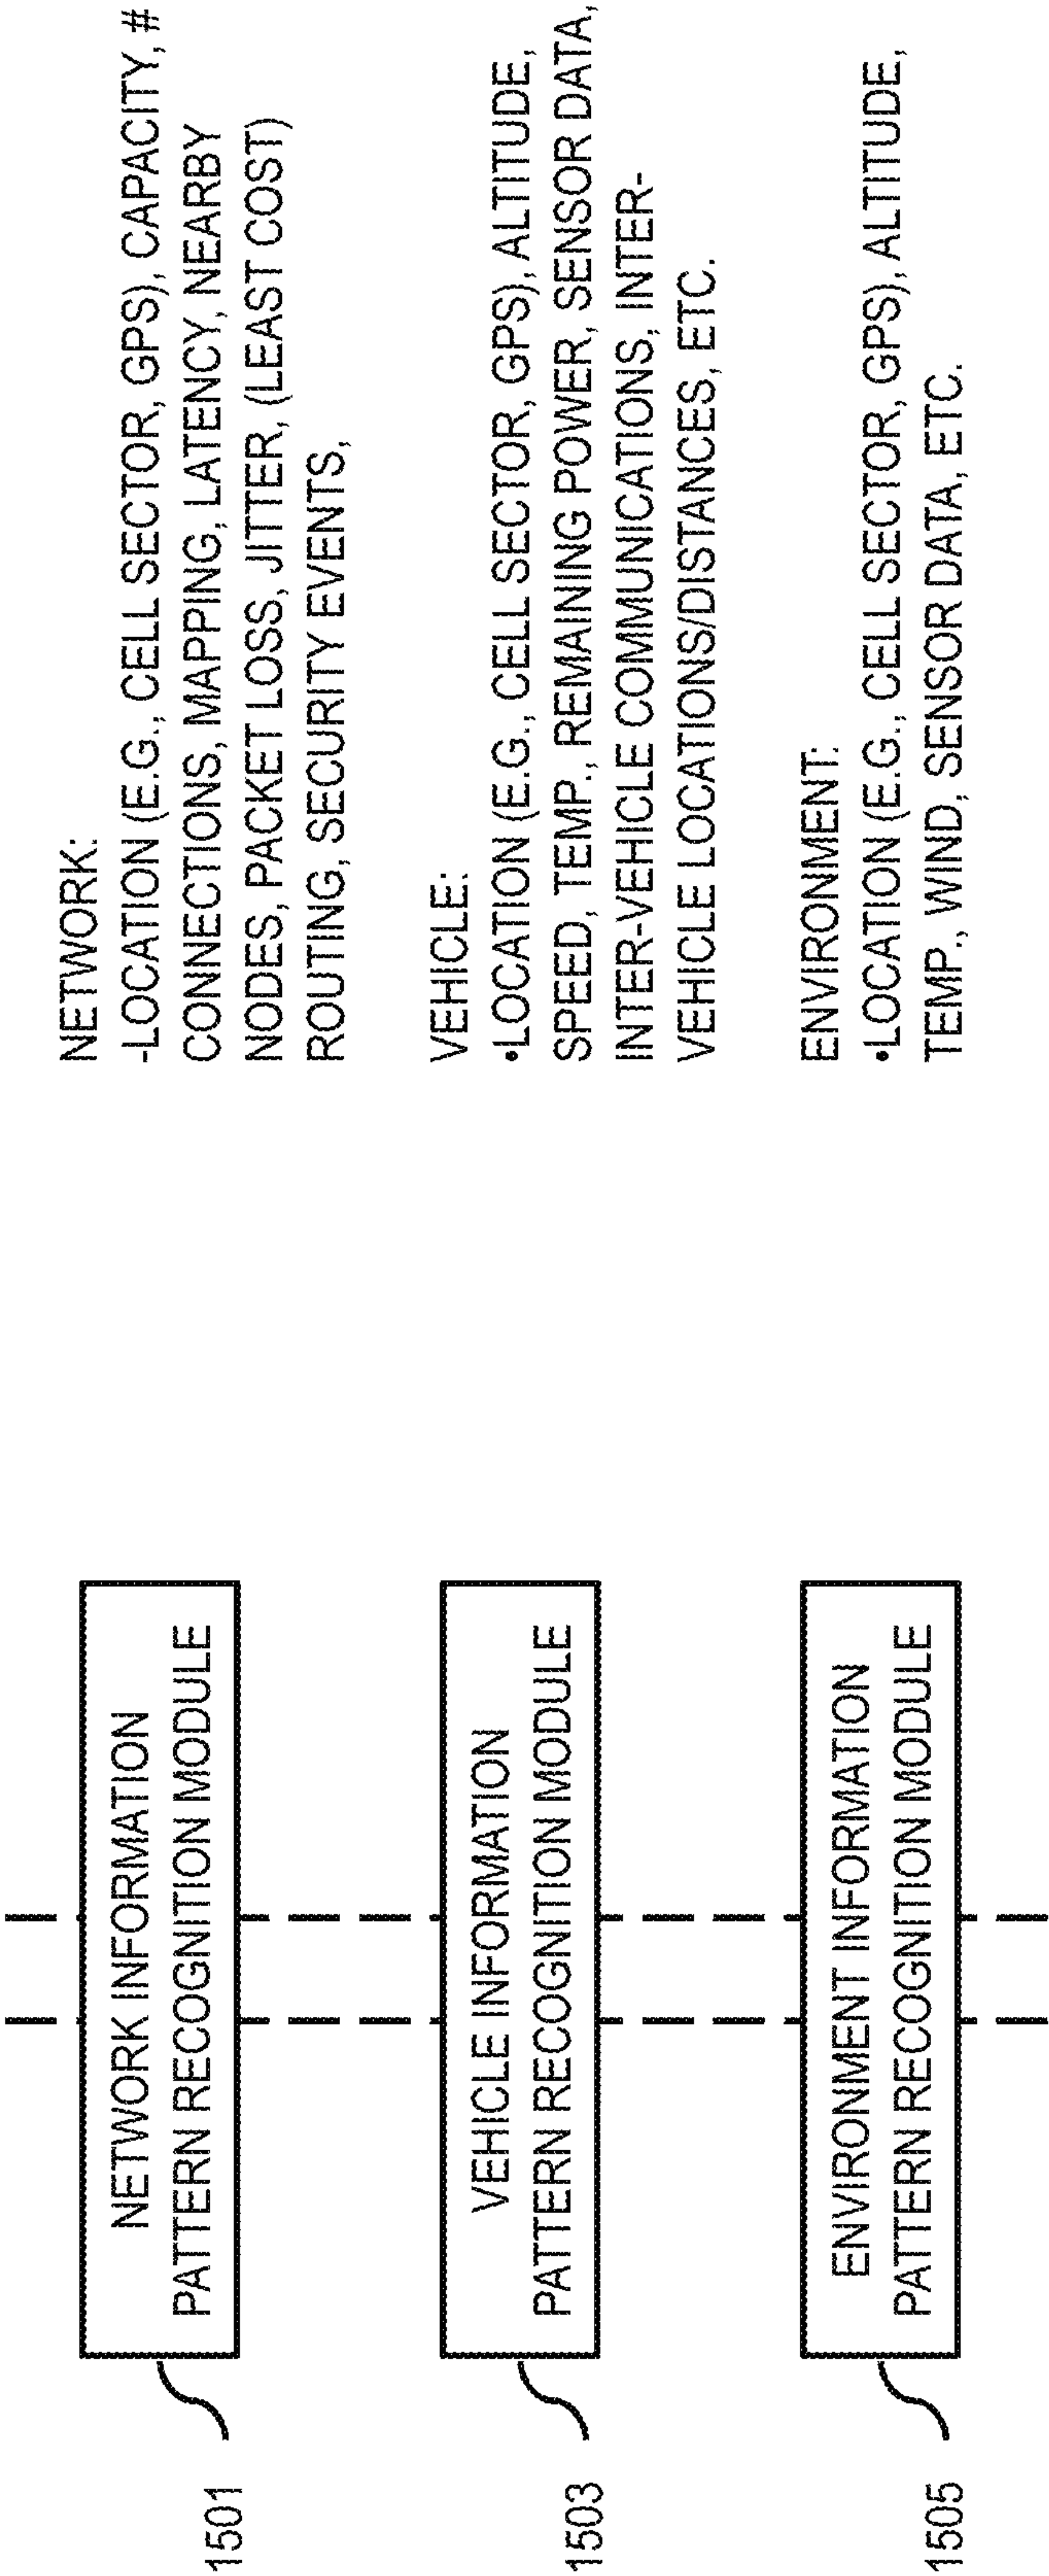 1501
NETWORK INFORMATION
PATTERN RECOGNITION MODULE
NETWORK:
-LOCATION (E.G., CELL SECTOR, GPS), CAPACITY, #
CONNECTIONS, MAPPING, LATENCY, NEARBY
NODES, PACKET LOSS, JITTER, (LEAST COST)
ROUTING, SECURITY EVENTS,
1503
VEHICLE INFORMATION
PATTERN RECOGNITION MODULE
VEHICLE:
•LOCATION (E.G., CELL SECTOR, GPS), ALTITUDE,
SPEED, TEMP., REMAINING POWER, SENSOR DATA,
INTER-VEHICLE COMMUNICATIONS, INTER-
VEHICLE LOCATIONS/DISTANCES, ETC.
1505
ENVIRONMENT INFORMATION
PATTERN RECOGNITION MODULE
ENVIRONMENT:
•LOCATION (E.G., CELL SECTOR, GPS), ALTITUDE,
TEMP., WIND, SENSOR DATA, ETC.